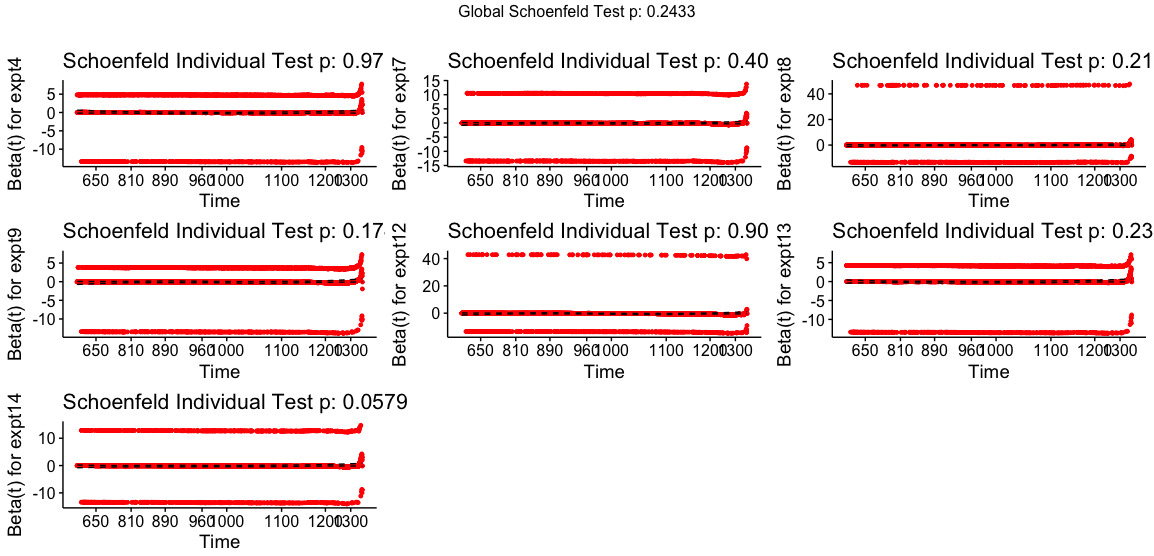 Global Schoenfeld Test p: 0.2433
Schoenfeld Individual Test p: 0.97
Beta(t) for expt4
5
0
-5
-10
650 810 890 960 1000 1100 1200 1300
Time
Schoenfeld Individual Test p: 0.40
Beta(t) for expt7
15
10
5
0
-5
-10
-15
650 810 890 960 1000 1100 1200 1300
Time
Schoenfeld Individual Test p: 0.21
Beta(t) for expt8
40
20
0
650 810 890 960 1000 1100 1200 1300
Time
Schoenfeld Individual Test p: 0.17
Beta(t) for expt9
5
0
-5
-10
650 810 890 960 1000 1100 1200 1300
Time
Schoenfeld Individual Test p: 0.90
Beta(t) for expt12
40
20
0
650 810 890 960 1000 1100 1200 1300
Time
Schoenfeld Individual Test p: 0.23
Beta(t) for expt13
5
0
-5
-10
650 810 890 960 1000 1100 1200 1300
Time
Schoenfeld Individual Test p: 0.0579
Beta(t) for expt14
10
0
-10
650 810 890 960 1000 1100 1200 1300
Time